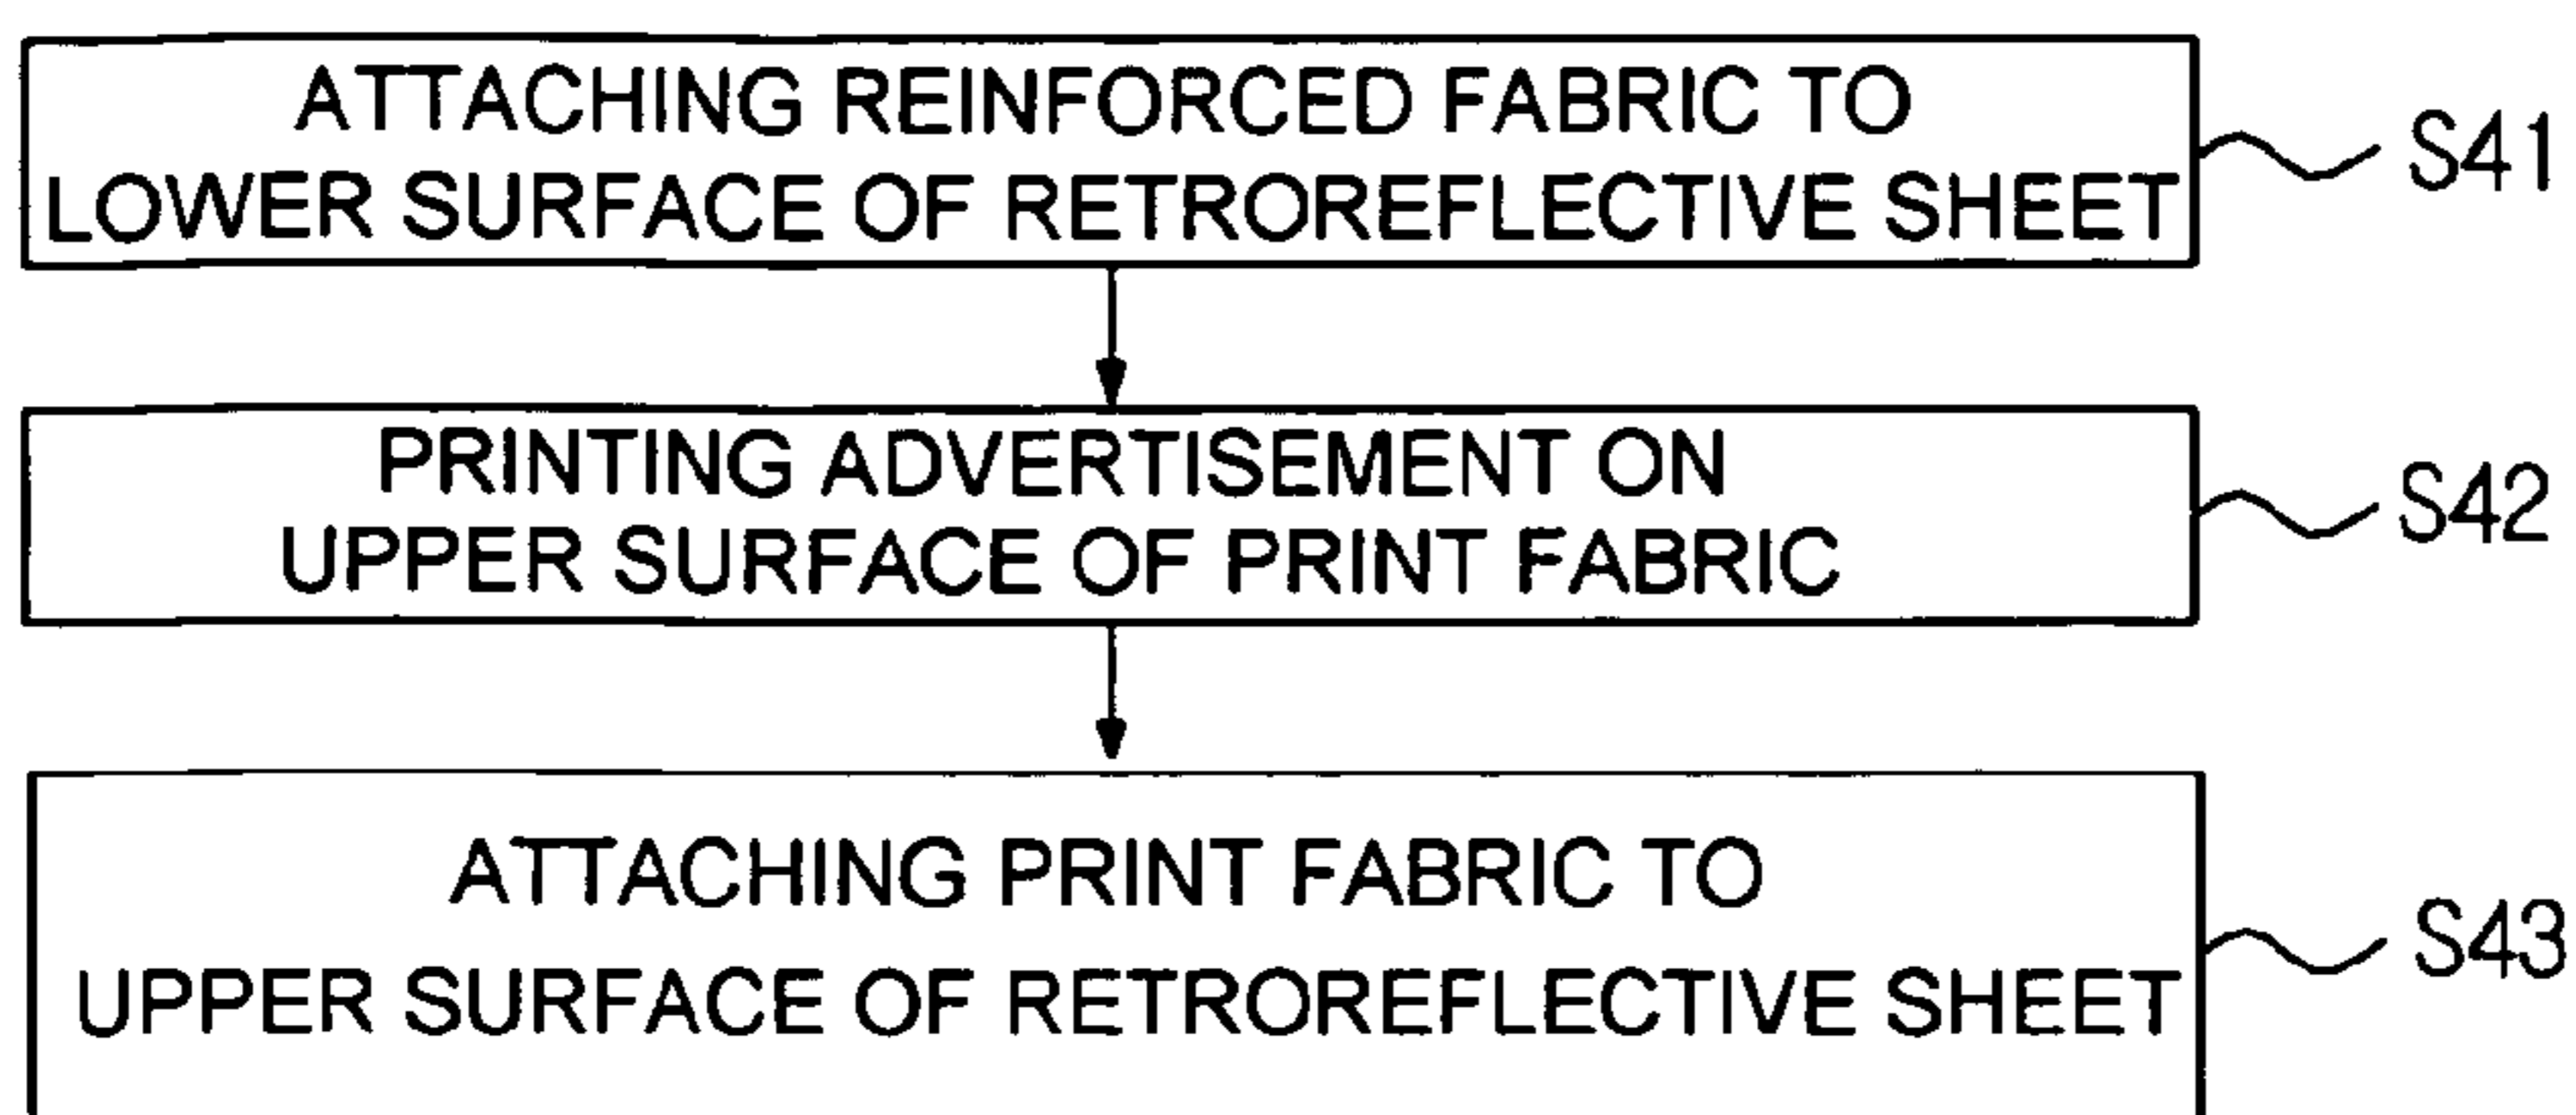 ATTACHING REINFORCED FABRIC TO
LOWER SURFACE OF RETROREFLECTIVE SHEET
S41
PRINTING ADVERTISEMENT ON
UPPER SURFACE OF PRINT FABRIC
S42
ATTACHING PRINT FABRIC TO
UPPER SURFACE OF RETROREFLECTIVE SHEET
S43